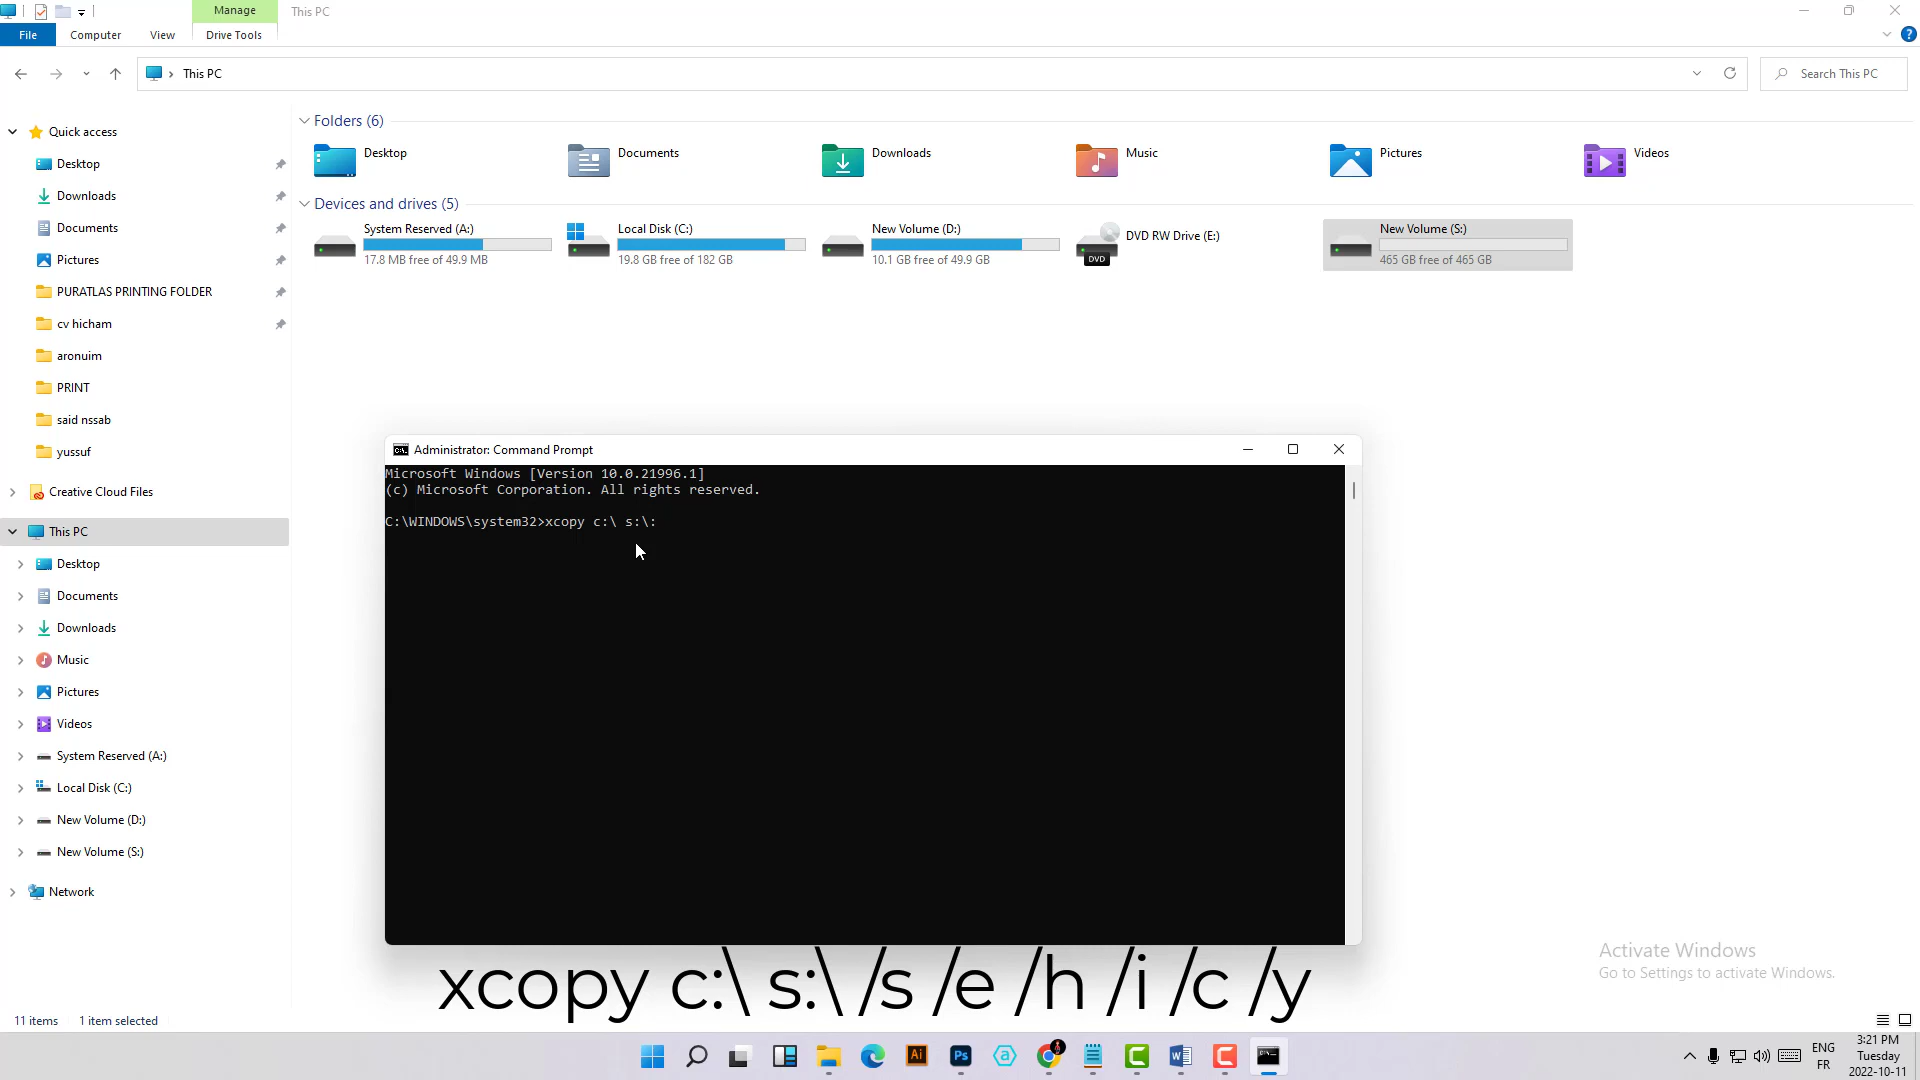 Manage
This PC
File
Computer
View
Drive Tools
This PC
Search This PC
Quick access
Desktop
Downloads
Documents
Pictures
PURATLAS PRINTING FOLDER
cv hicham
aronuim
PRINT
said nssab
yussuf
Creative Cloud Files
This PC
Desktop
Documents
Downloads
Music
Pictures
Videos
System Reserved (A:)
Local Disk (C:)
New Volume (D:)
New Volume (S:)
Network
Folders (6)
Desktop
Documents
Downloads
Music
Pictures
Videos
Devices and drives (5)
System Reserved (A:)
17.8 MB free of 49.9 MB
Local Disk (C:)
19.8 GB free of 182 GB
New Volume (D:)
10.1 GB free of 49.9 GB
DVD RW Drive (E:)
DVD
New Volume (S:)
465 GB free of 465 GB
Administrator: Command Prompt
Microsoft Windows [Version 10.0.21996.1]
(c) Microsoft Corporation. All rights reserved.
C:\WINDOWS\system32>xcopy c:\ s:\:
xcopy c:\ s:\ /s /e /h /i /c /y
Activate Windows
Go to Settings to activate Windows.
11 items
1 item selected
Ai
Ps
ENG
FR
3:21 PM
Tuesday
2022-10-11